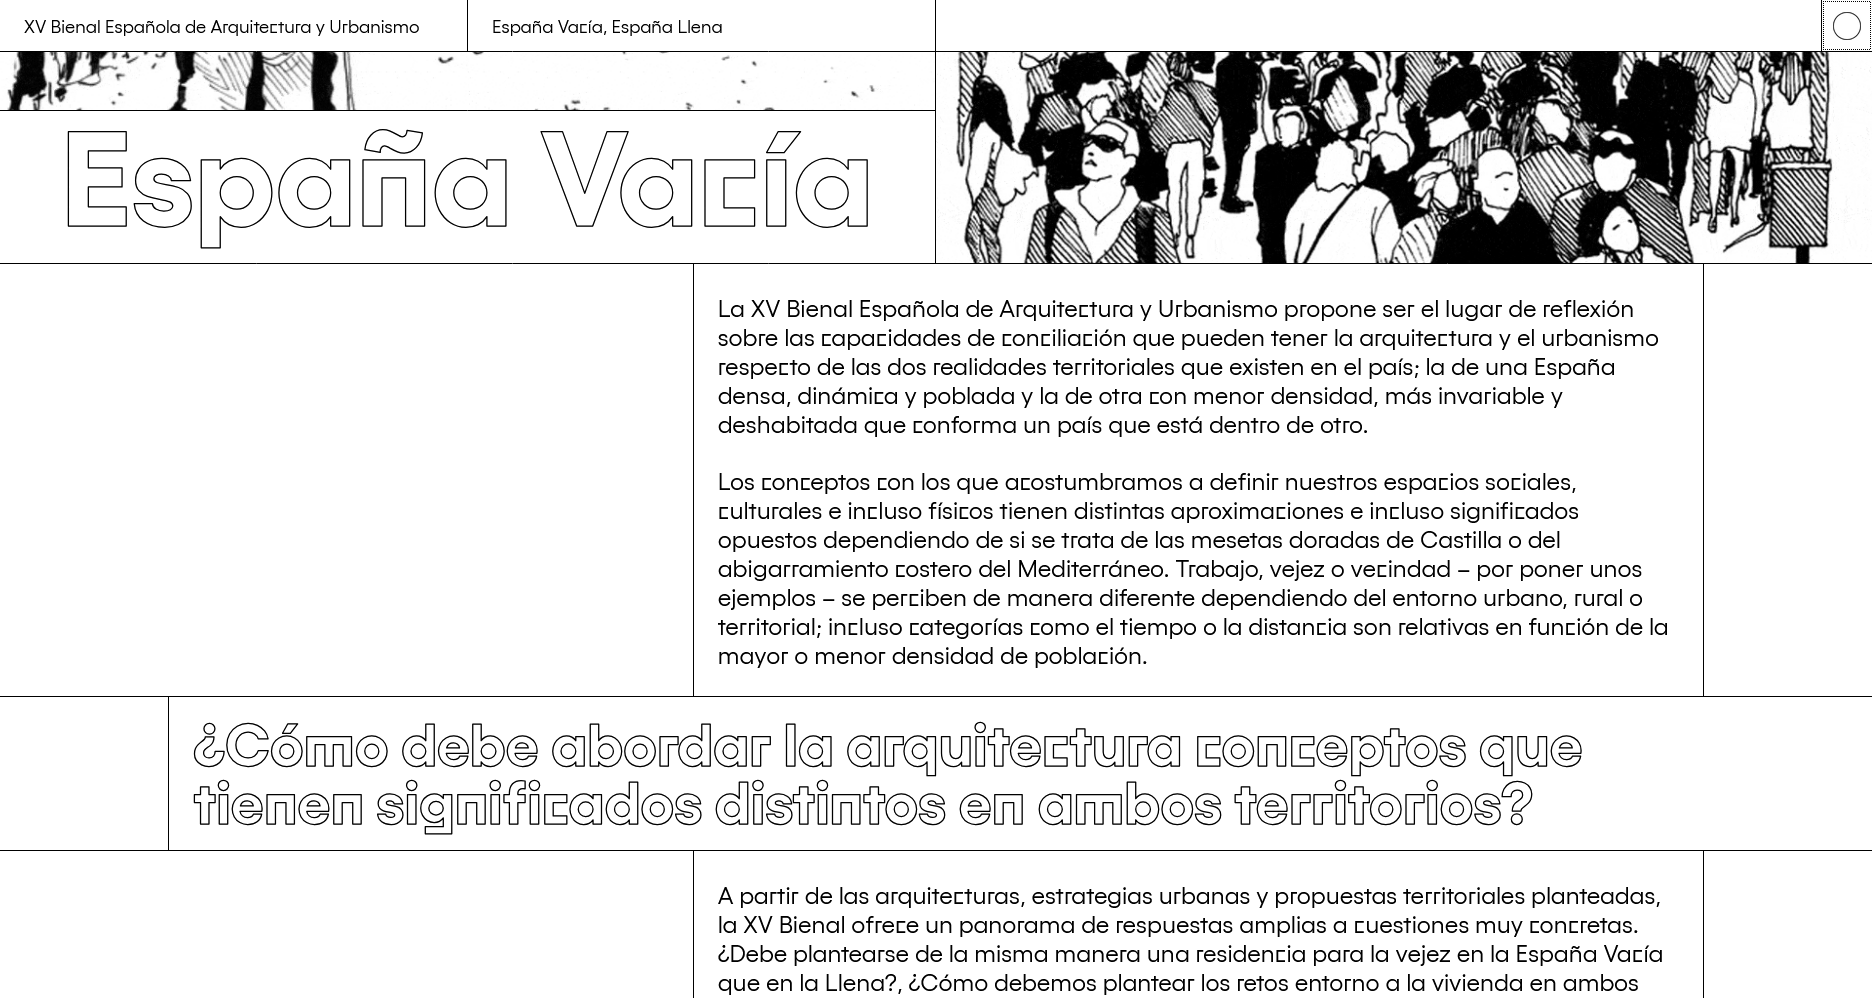 XV Bienal Española de Arquitectura y Urbanismo
España Vacía, España Llena
España Vacía
La XV Bienal Española de Arquitectura y Urbanismo propone ser el lugar de reflexión
sobre las capacidades de conciliación que pueden tener la arquitectura y el urbanismo
respecto de las dos realidades territoriales que existen en el país; la de una España
densa, dinámica y poblada y la de otra con menor densidad, más invariable y
deshabitada que conforma un país que está dentro de otro.
Los conceptos con los que acostumbramos a definir nuestros espacios sociales,
culturales e incluso físicos tienen distintas aproximaciones e incluso significados
opuestos dependiendo de si se trata de las mesetas doradas de Castilla o del
abigarramiento costero del Mediterráneo. Trabajo, vejez o vecindad – por poner unos
ejemplos – se perciben de manera diferente dependiendo del entorno urbano, rural o
territorial; incluso categorías como el tiempo o la distancia son relativas en función de la
mayor o menor densidad de población.
¿Cómo debe abordar la arquitectura conceptos que
tienen significados distintos en ambos territorios?
A partir de las arquitecturas, estrategias urbanas y propuestas territoriales planteadas,
la XV Bienal ofrece un panorama de respuestas amplias a cuestiones muy concretas.
¿Debe plantearse de la misma manera una residencia para la vejez en la España Vacía
que en la Llena?, ¿Cómo debemos plantear los retos entorno a la vivienda en ambos